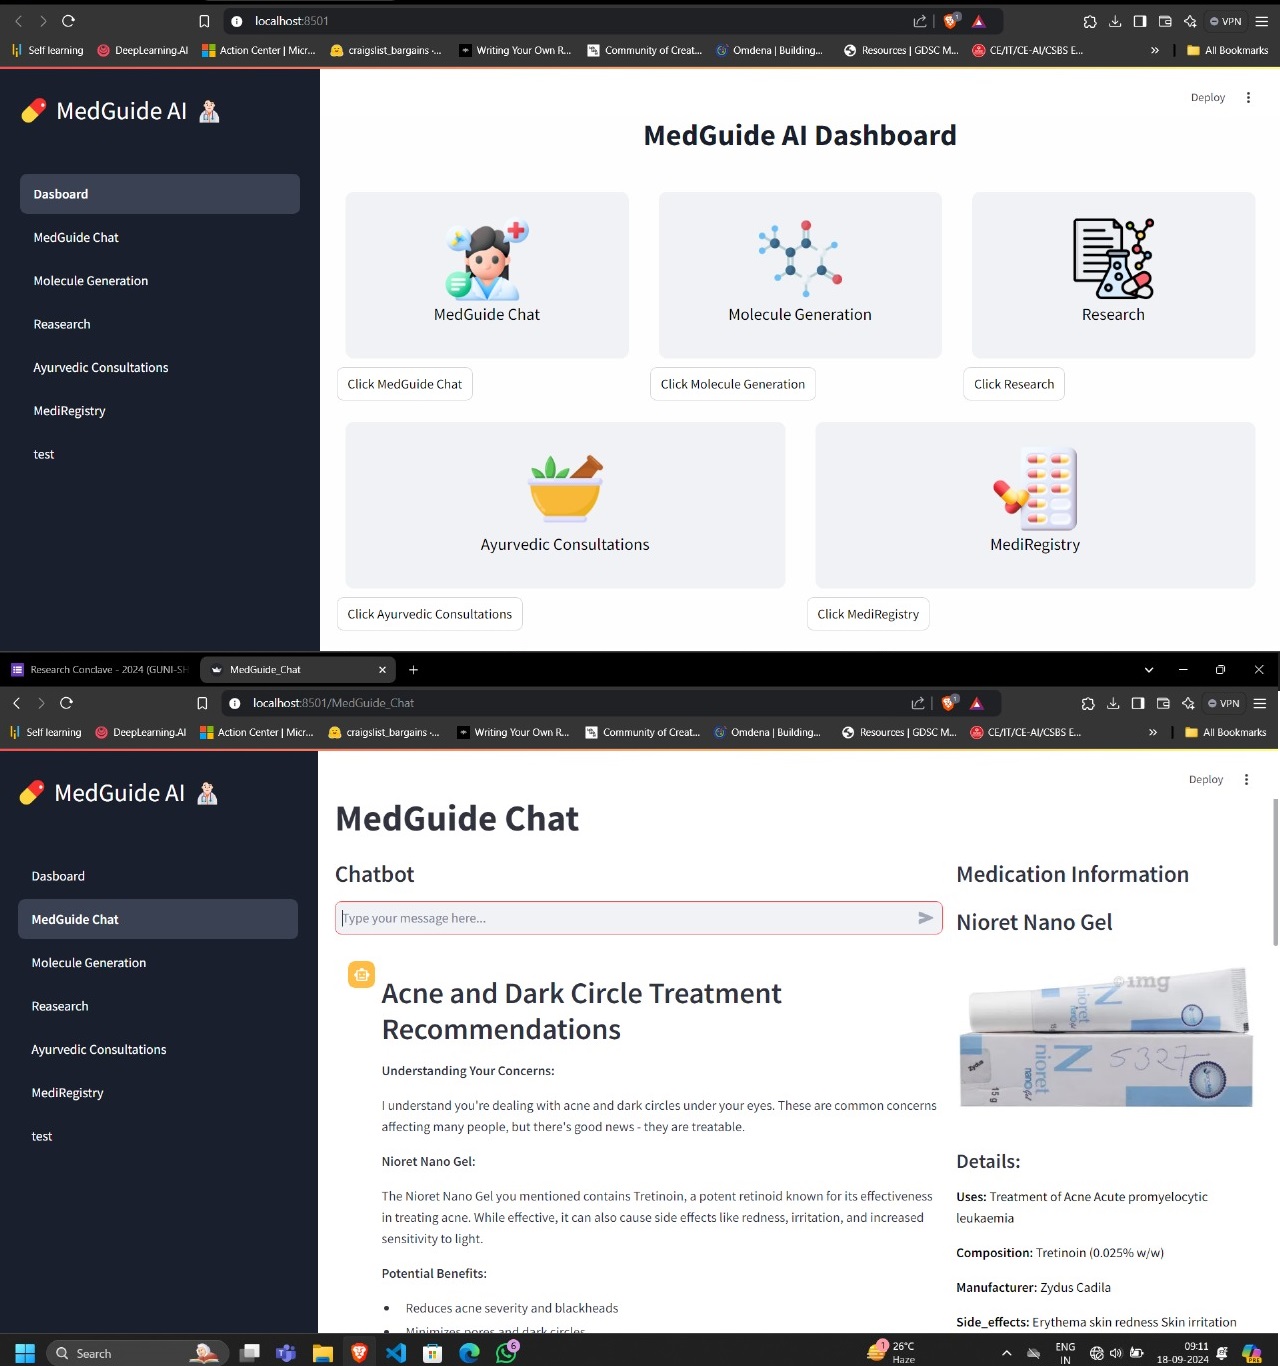 localhost:8501
1
VPN
Self learning
DeepLearning.AI
Action Center | Micr...
craigslist_bargains ·...
Writing Your Own R...
Community of Creat...
Omdena | Building...
Resources | GDSC M...
CE/IT/CE-AI/CSBS E...
»
All Bookmarks
MedGuide AI
Deploy
MedGuide AI Dashboard
Dasboard
MedGuide Chat
Molecule Generation
Reasearch
Ayurvedic Consultations
MediRegistry
test
MedGuide Chat
Molecule Generation
Research
Click MedGuide Chat
Click Molecule Generation
Click Research
Ayurvedic Consultations
MediRegistry
Click Ayurvedic Consultations
Click MediRegistry
Research Conclave - 2024 (GUNI-SH
MedGuide_Chat
localhost:8501/MedGuide_Chat
1
VPN
Self learning
DeepLearning.AI
Action Center | Micr...
craigslist_bargains ·...
Writing Your Own R...
Community of Creat...
Omdena | Building...
Resources | GDSC M...
CE/IT/CE-AI/CSBS E...
»
All Bookmarks
MedGuide AI
Deploy
Dasboard
MedGuide Chat
Molecule Generation
Reasearch
Ayurvedic Consultations
MediRegistry
test
MedGuide Chat
Chatbot
Type your message here...
Acne and Dark Circle Treatment
Recommendations
Understanding Your Concerns:
I understand you're dealing with acne and dark circles under your eyes. These are common concerns
affecting many people, but there's good news - they are treatable.
Nioret Nano Gel:
The Nioret Nano Gel you mentioned contains Tretinoin, a potent retinoid known for its effectiveness
in treating acne. While effective, it can also cause side effects like redness, irritation, and increased
sensitivity to light.
Potential Benefits:
• Reduces acne severity and blackheads
• Minimizes pores and dark circles
Medication Information
Nioret Nano Gel
1mg
nioret
N
nioret
nano gel
N
5327
Zydus
15 g
Details:
Uses: Treatment of Acne Acute promyelocytic
leukaemia
Composition: Tretinoin (0.025% w/w)
Manufacturer: Zydus Cadila
Side_effects: Erythema skin redness Skin irritation
Search
6
1
26°C
Haze
ENG
IN
09:11
18-09-2024
PRE